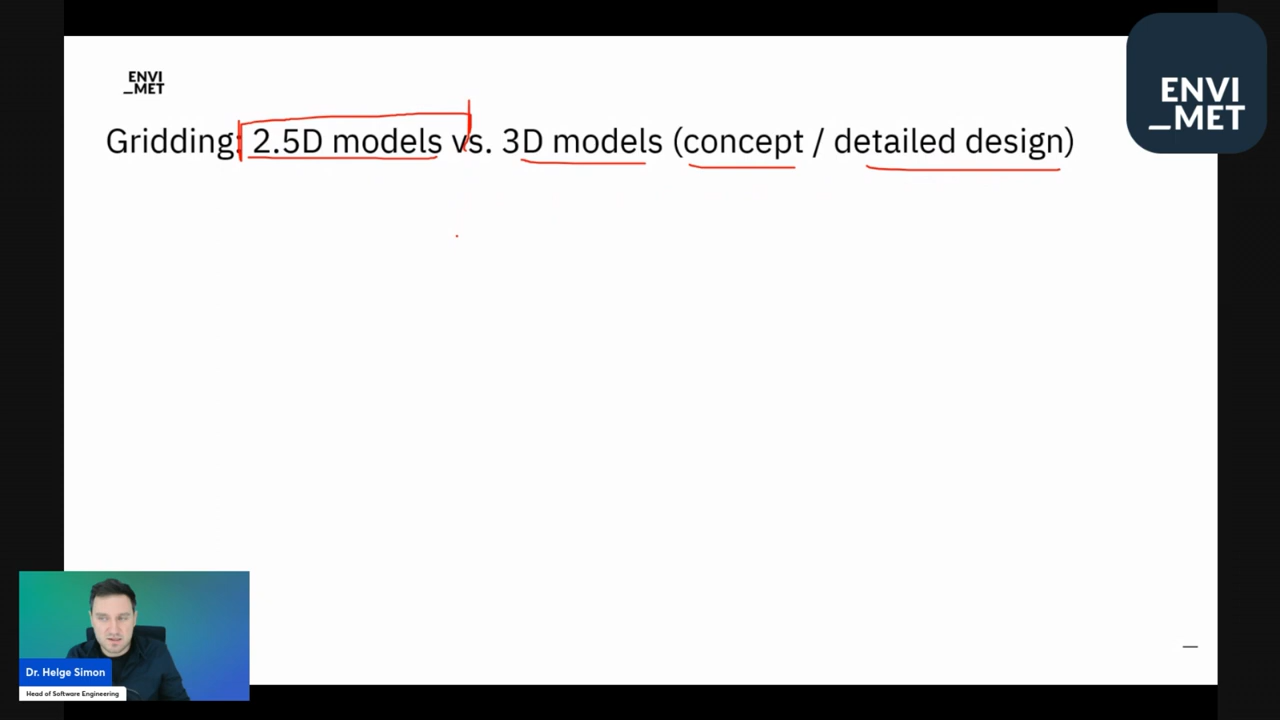 ENVI
_MET
ENVI
_MET
Gridding: 2.5D models vs. 3D models (concept / detailed design)
Dr. Helge Simon
Head of Software Engineering